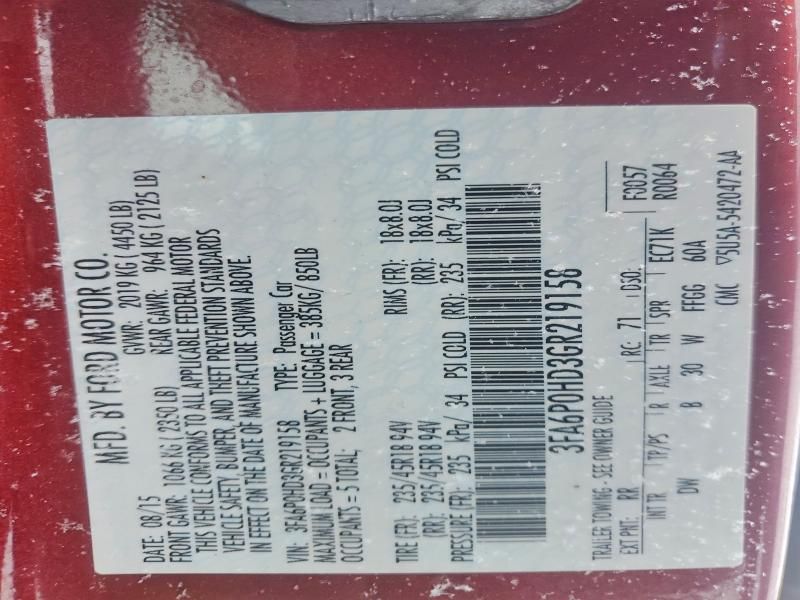 MFD. BY FORD MOTOR CO.
DATE: 08/15 GVWR: 2019 KG ( 4450 LB)
FRONT GAWR: 1066 KG ( 2350 LB) REAR GAWR: 964 KG ( 2125 LB)
THIS VEHICLE CONFORMS TO ALL APPLICABLE FEDERAL MOTOR
VEHICLE SAFETY, BUMPER, AND THEFT PREVENTION STANDARDS
IN EFFECT ON THE DATE OF MANUFACTURE SHOWN ABOVE.
VIN: 3FA6P0HD3GR219158 TYPE: Passenger Car
MAXIMUM LOAD = OCCUPANTS + LUGGAGE = 385KG/ 850LB
OCCUPANTS = 5 TOTAL; 2 FRONT, 3 REAR
TIRE (FR): 235/45R18 94V RIMS (FR): 18x8.0J
(RR): 235/45R18 94V (RR): 18x8.0J
PRESSURE (FR): 235 kPa/ 34 PSI COLD (RR): 235 kPa/ 34 PSI COLD
3FA6P0HD3GR219158
TRAILER TOWING - SEE OWNER GUIDE F0057
EXT PNT: RR RC: 71 DSO: R0064
INT TR TP/PS R AXLE TR SPR EC71K
DW B 30 W FFGG 60A
CMC ▽5U5A-5420472-AA